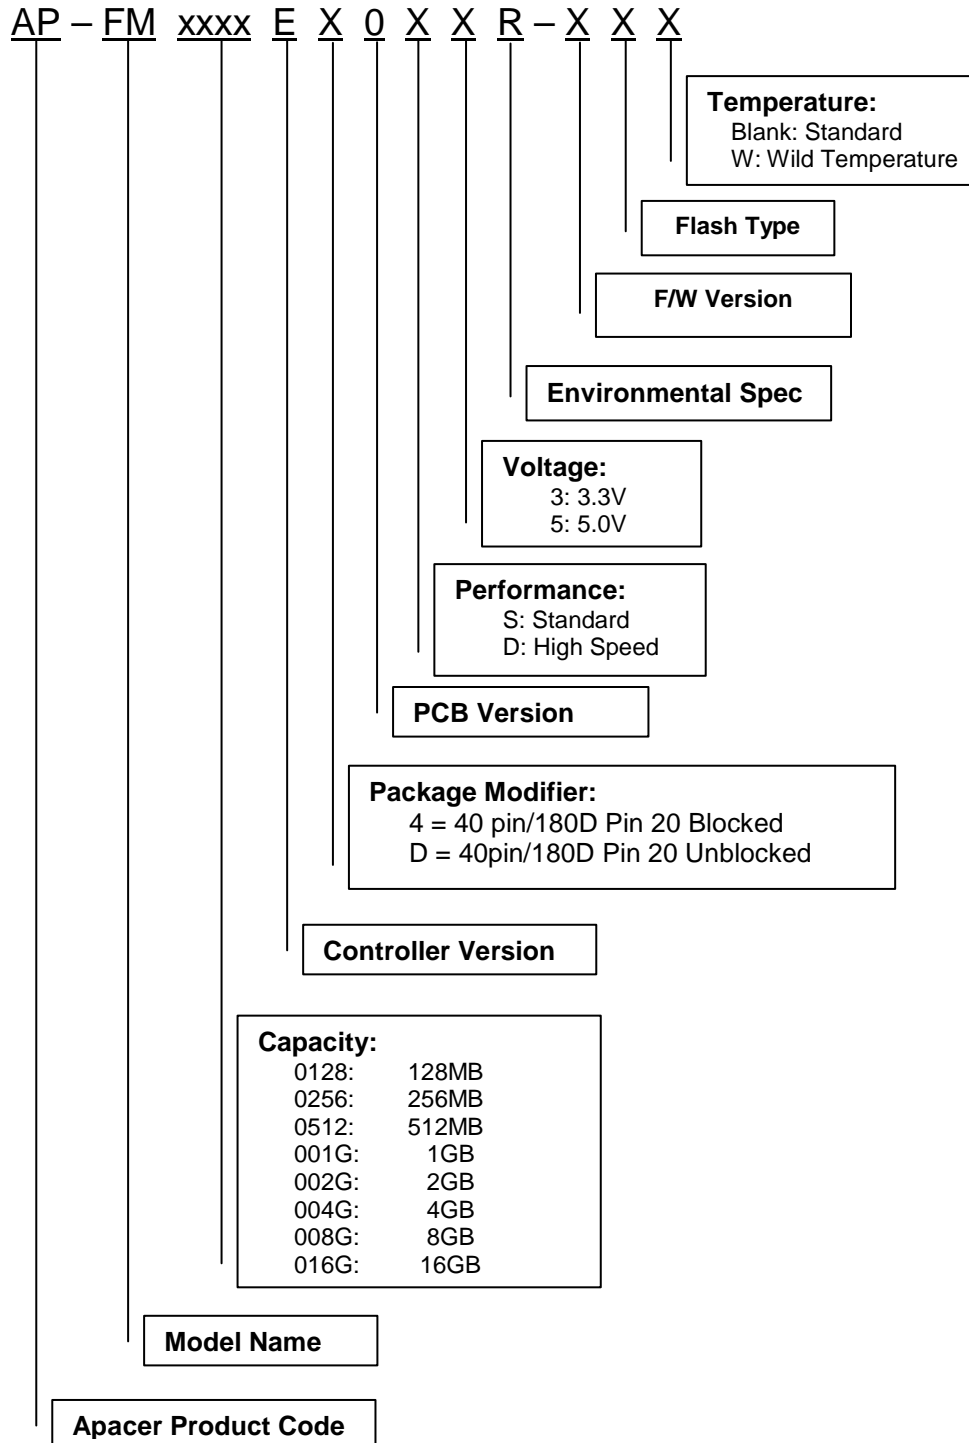 AP – FM xxxx E X 0 X X R – X X X
Temperature:
Blank: Standard
W: Wild Temperature
Flash Type
F/W Version
Environmental Spec
Voltage:
3: 3.3V
5: 5.0V
Performance:
S: Standard
D: High Speed
PCB Version
Package Modifier:
4 = 40 pin/180D Pin 20 Blocked
D = 40pin/180D Pin 20 Unblocked
Controller Version
Capacity:
0128: 128MB
0256: 256MB
0512: 512MB
001G: 1GB
002G: 2GB
004G: 4GB
008G: 8GB
016G: 16GB
Model Name
Apacer Product Code